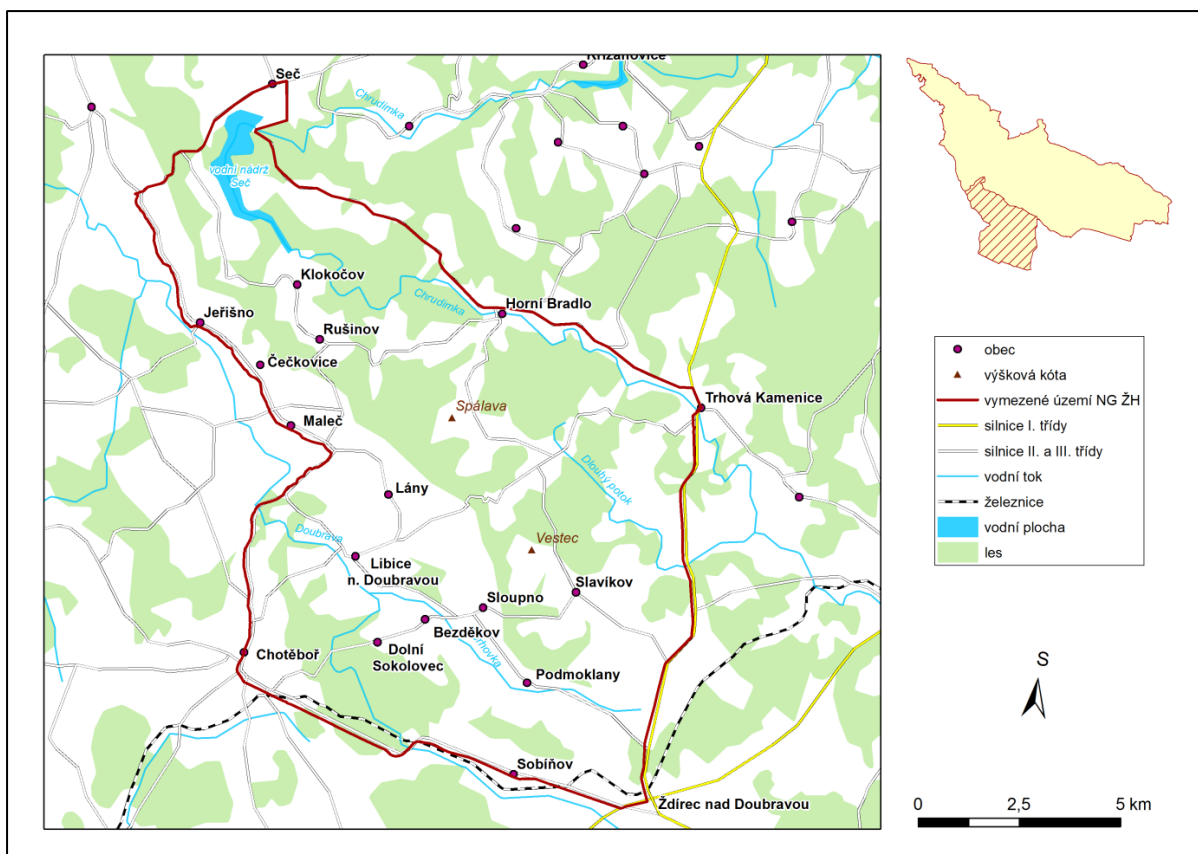 Křižanovice
Seč
Chrudimka
vodní nádrž
Seč
Klokočov
Chrudimka
Horní Bradlo
Jeřišno
Rušinov
Čečkovice
Trhová Kamenice
Spálava
Maleč
Dlouhý potok
Lány
Doubrava
Vestec
Libice
n. Doubravou
Slavíkov
Sloupno
Bezděkov
Cerhovka
Dolní
Sokolovec
Chotěboř
Podmoklany
Sobíňov
Ždírec nad Doubravou
obec
výšková kóta
vymezené území NG ŽH
silnice I. třídy
silnice II. a III. třídy
vodní tok
železnice
vodní plocha
les
S
0 2,5 5 km